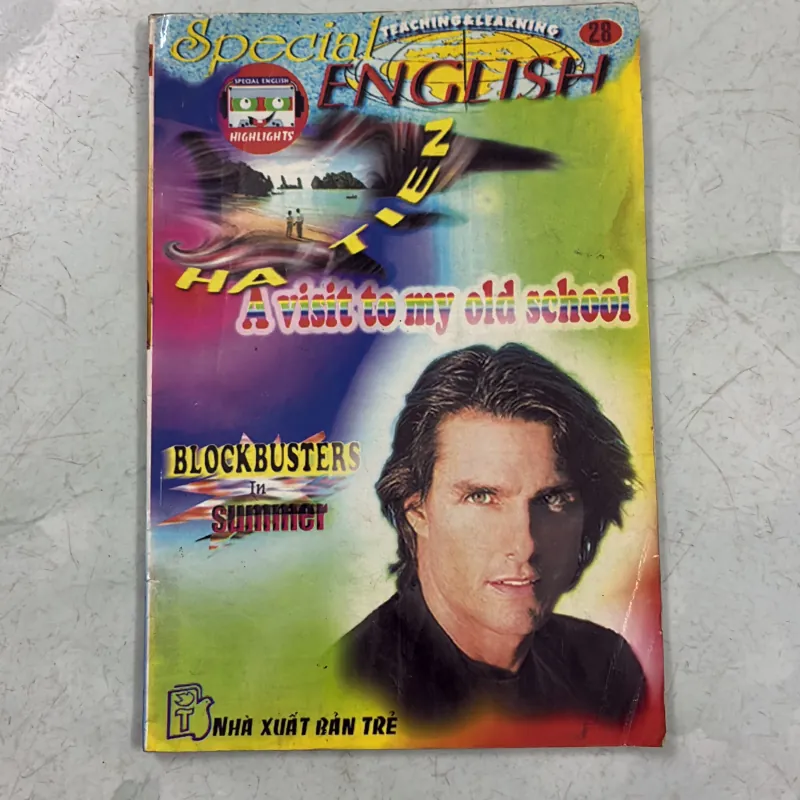 Special
TEACHING&LEARNING
28
ENGLISH
SPECIAL ENGLISH
HIGHLIGHTS
HA TIEN
A visit to my old school
BLOCKBUSTERS
In
summer
T
NHÀ XUẤT BẢN TRẺ